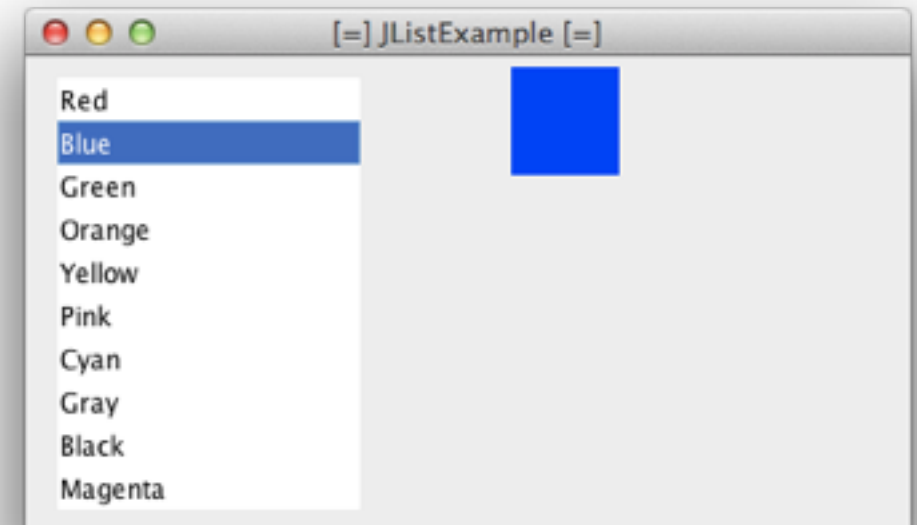 [=] JListExample [=]
Red
Blue
Green
Orange
Yellow
Pink
Cyan
Gray
Black
Magenta